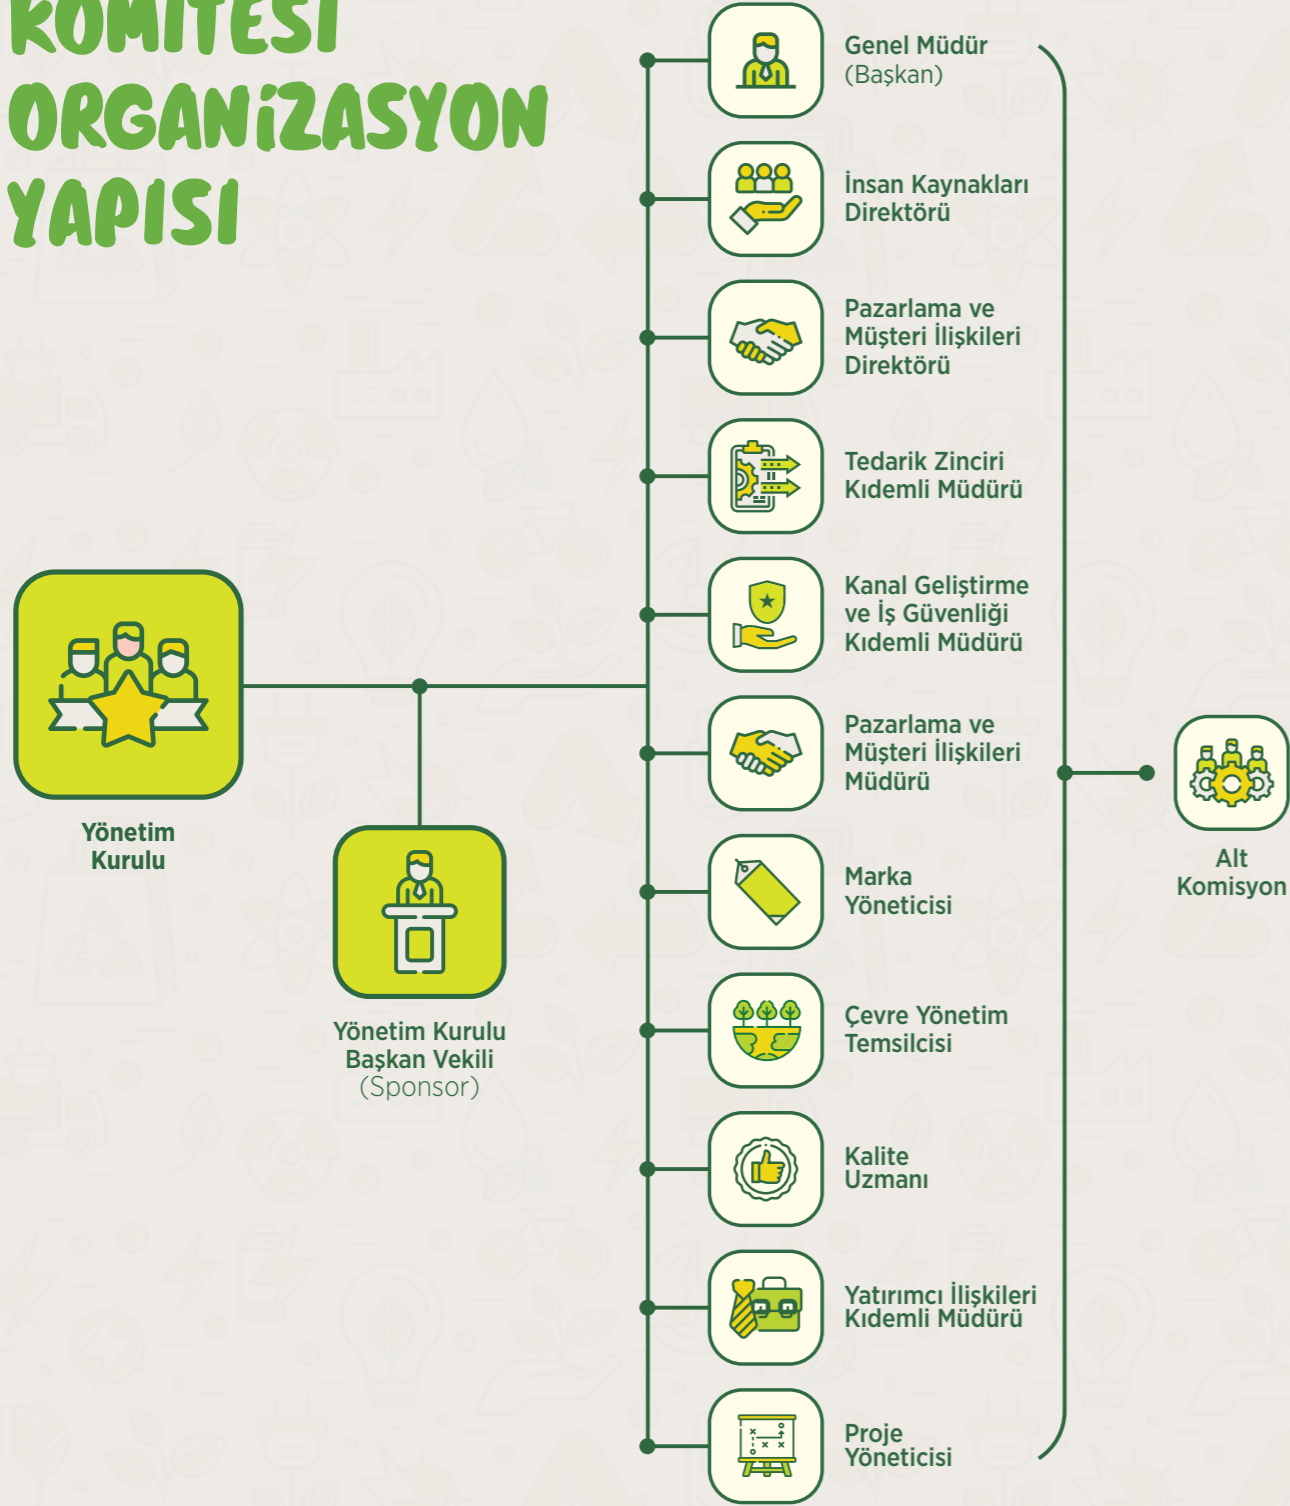 KOMİTESİ
ORGANİZASYON
YAPISI
Genel Müdür
(Başkan)
İnsan Kaynakları
Direktörü
Pazarlama ve
Müşteri İlişkileri
Direktörü
Tedarik Zinciri
Kıdemli Müdürü
Kanal Geliştirme
ve İş Güvenliği
Kıdemli Müdürü
Pazarlama ve
Müşteri İlişkileri
Müdürü
Marka
Yöneticisi
Çevre Yönetim
Temsilcisi
Kalite
Uzmanı
Yatırımcı İlişkileri
Kıdemli Müdürü
Proje
Yöneticisi
Yönetim
Kurulu
Yönetim Kurulu
Başkan Vekili
(Sponsor)
Alt
Komisyon